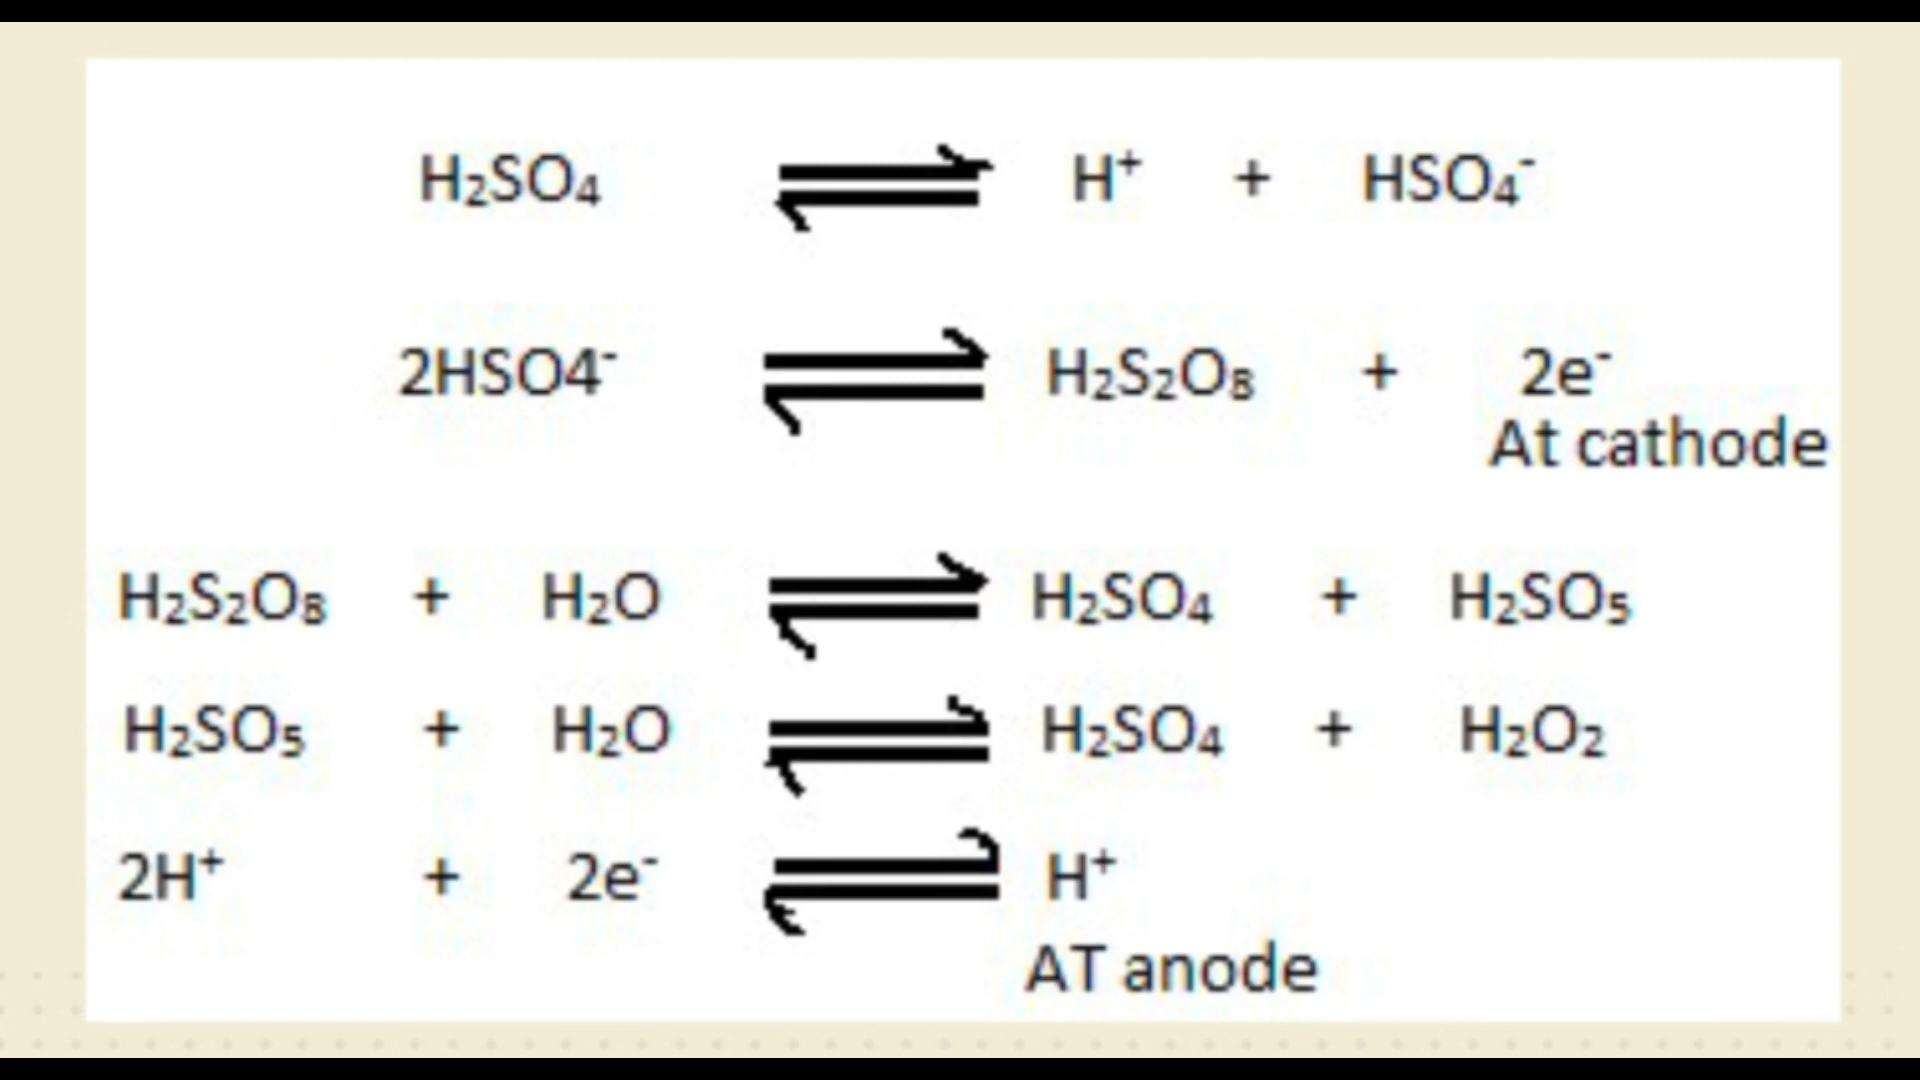 H₂SO₄ ⇌ H⁺ + HSO₄⁻
2HSO4⁻ ⇌ H₂S₂O₈ + 2e⁻
At cathode
H₂S₂O₈ + H₂O ⇌ H₂SO₄ + H₂SO₅
H₂SO₅ + H₂O ⇌ H₂SO₄ + H₂O₂
2H⁺ + 2e⁻ ⇌ H⁺
AT anode